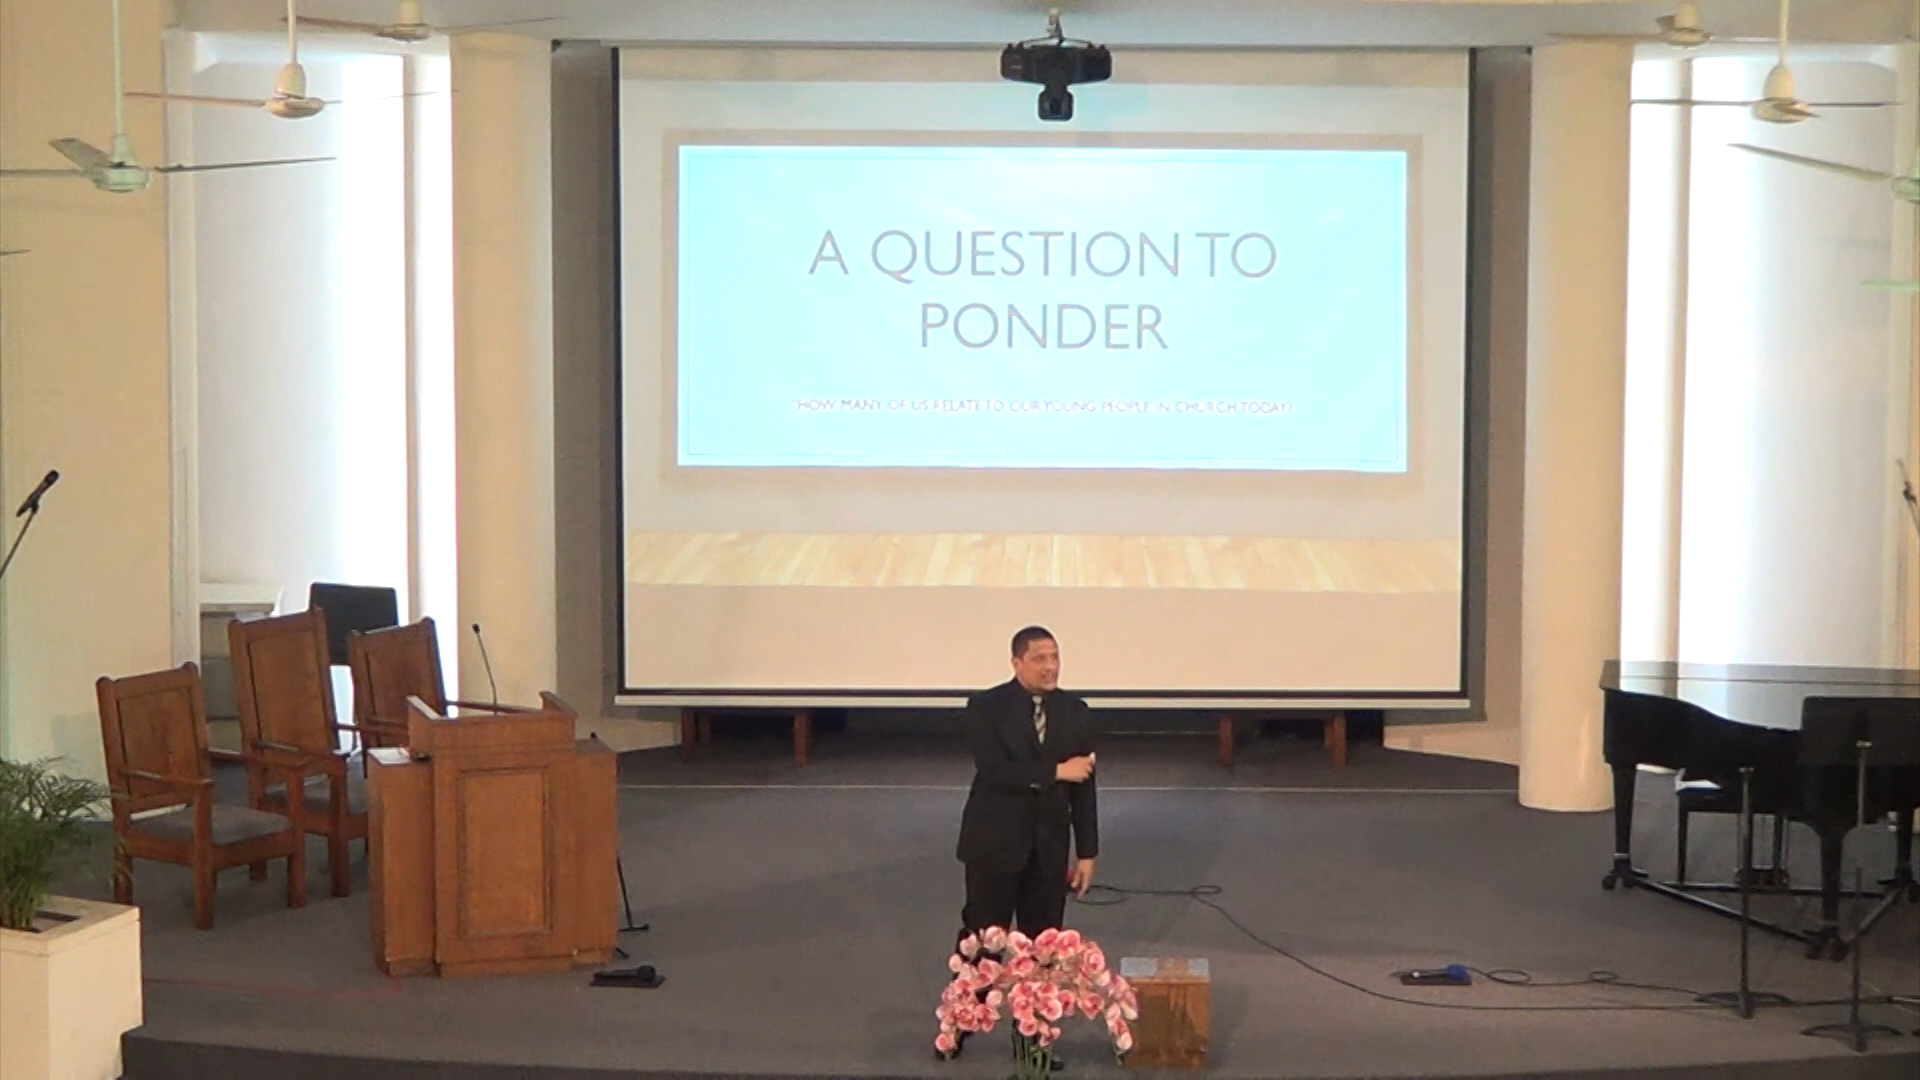 A QUESTION TO
PONDER
"HOW MANY OF US RELATE TO OUR YOUNG PEOPLE IN CHURCH TODAY?